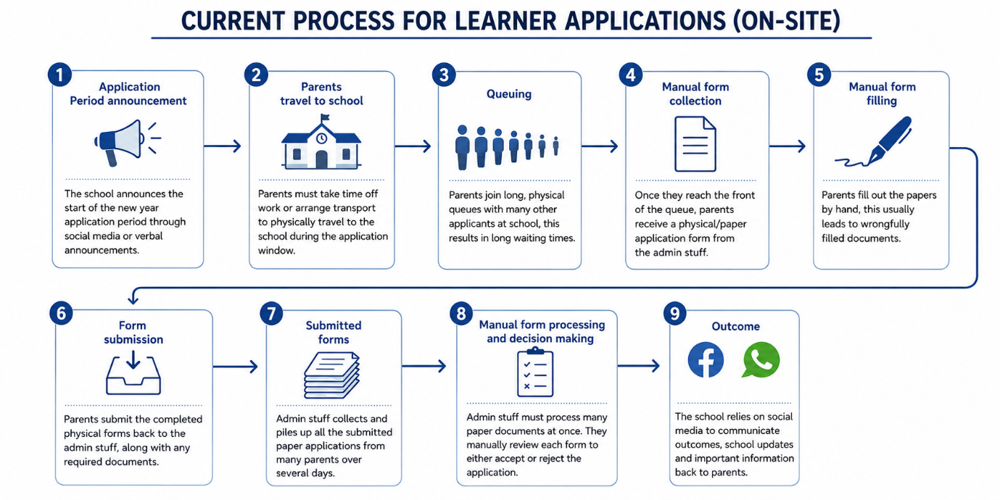 CURRENT PROCESS FOR LEARNER APPLICATIONS (ON-SITE)
1
Application
Period announcement
The school announces the
start of the new year
application period through
social media or verbal
announcements.
2
Parents
travel to school
Parents must take time off
work or arrange transport
to physically travel to the
school during the application
window.
3
Queuing
Parents join long, physical
queues with many other
applicants at school, this
results in long waiting times.
4
Manual form
collection
Once they reach the front
of the queue, parents
receive a physical/paper
application form from
the admin stuff.
5
Manual form
filling
Parents fill out the papers
by hand, this usually
leads to wrongfully
filled documents.
6
Form
submission
Parents submit the completed
physical forms back to the
admin stuff, along with any
required documents.
7
Submitted
forms
Admin stuff collects and
piles up all the submitted
paper applications from
many parents over
several days.
8
Manual form processing
and decision making
Admin stuff must process many
paper documents at once. They
manually review each form to
either accept or reject the
application.
9
Outcome
The school relies on social
media to communicate
outcomes, school updates
and important information
back to parents.